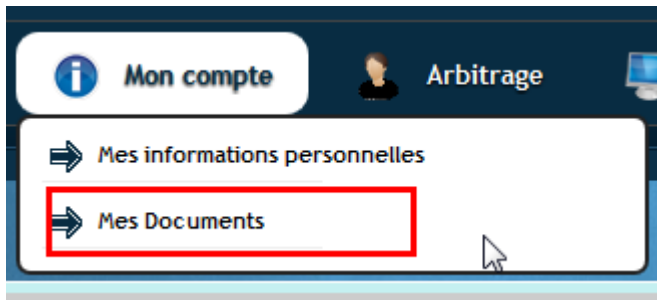 Mon compte Arbitrage
Mes informations personnelles
Mes Documents